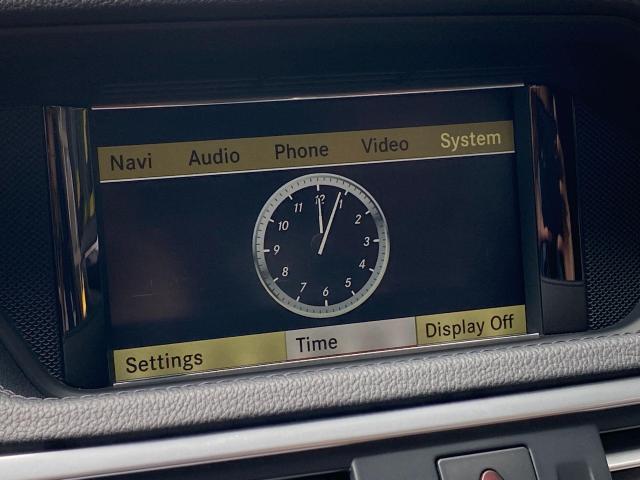 Navi Audio Phone Video System
12
11 1
10 2
9 3
8 4
7 6 5
Settings Time Display Off